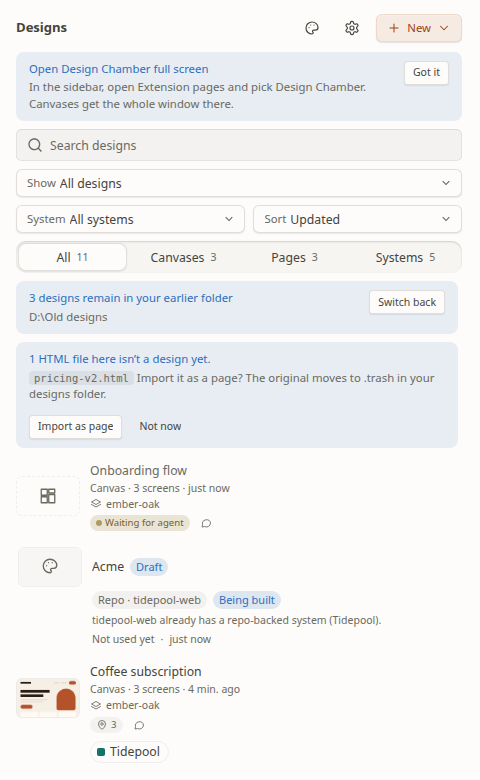 Designs
New
Open Design Chamber full screen
In the sidebar, open Extension pages and pick Design Chamber.
Canvases get the whole window there.
Got it
Search designs
Show All designs
System All systems
Sort Updated
All 11
Canvases 3
Pages 3
Systems 5
3 designs remain in your earlier folder
D:\Old designs
Switch back
1 HTML file here isn’t a design yet.
pricing-v2.html Import it as a page? The original moves to .trash in your
designs folder.
Import as page
Not now
Onboarding flow
Canvas · 3 screens · just now
ember-oak
Waiting for agent
Acme Draft
Repo · tidepool-web Being built
tidepool-web already has a repo-backed system (Tidepool).
Not used yet · just now
Coffee subscription
Canvas · 3 screens · 4 min. ago
ember-oak
3
Tidepool